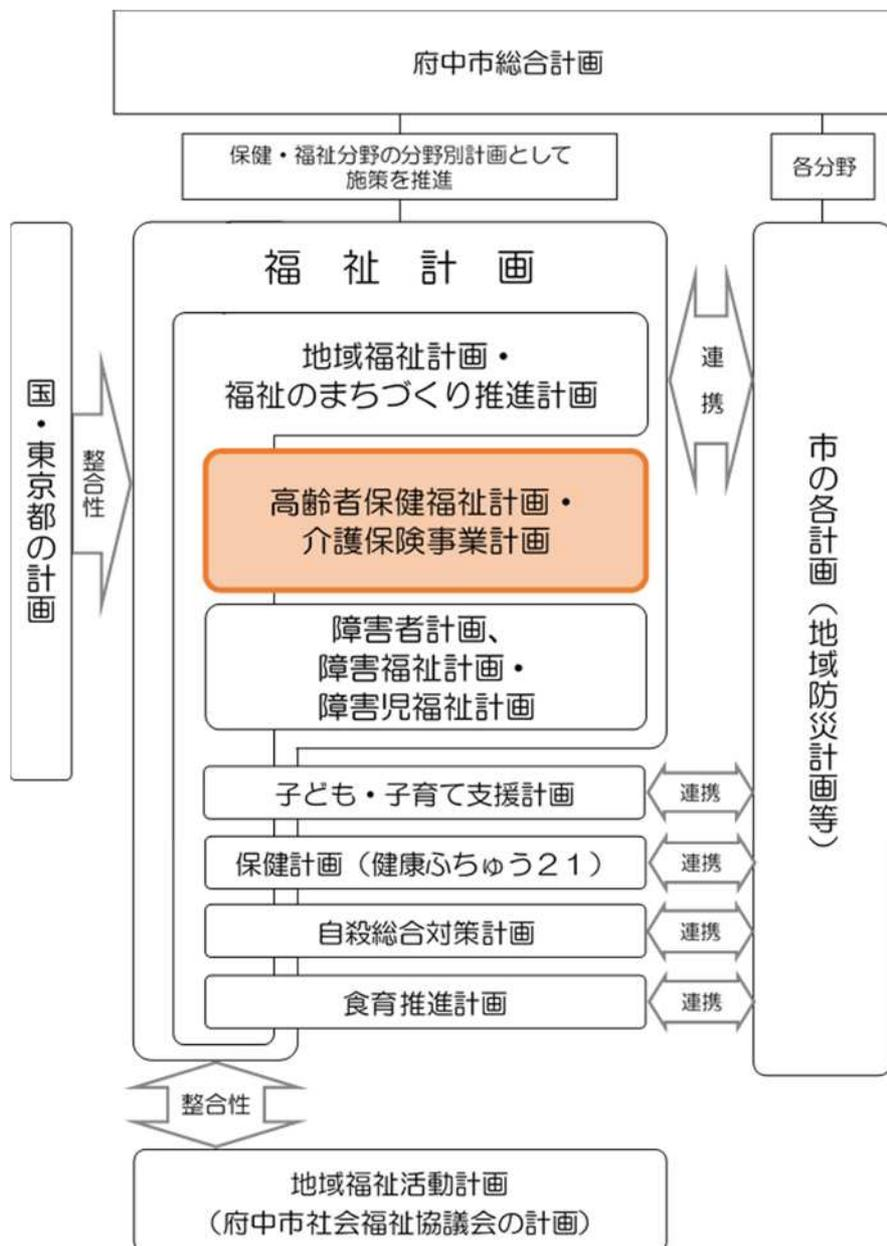 府中市総合計画
保健・福祉分野の分野別計画として
施策を推進
各分野
福祉計画
国・東京都の計画
整合性
地域福祉計画・
福祉のまちづくり推進計画
連携
高齢者保健福祉計画・
介護保険事業計画
市の各計画（地域防災計画等）
障害者計画、
障害福祉計画・
障害児福祉計画
子ども・子育て支援計画
連携
保健計画（健康ふちゅう２１）
連携
自殺総合対策計画
連携
食育推進計画
連携
整合性
地域福祉活動計画
（府中市社会福祉協議会の計画）